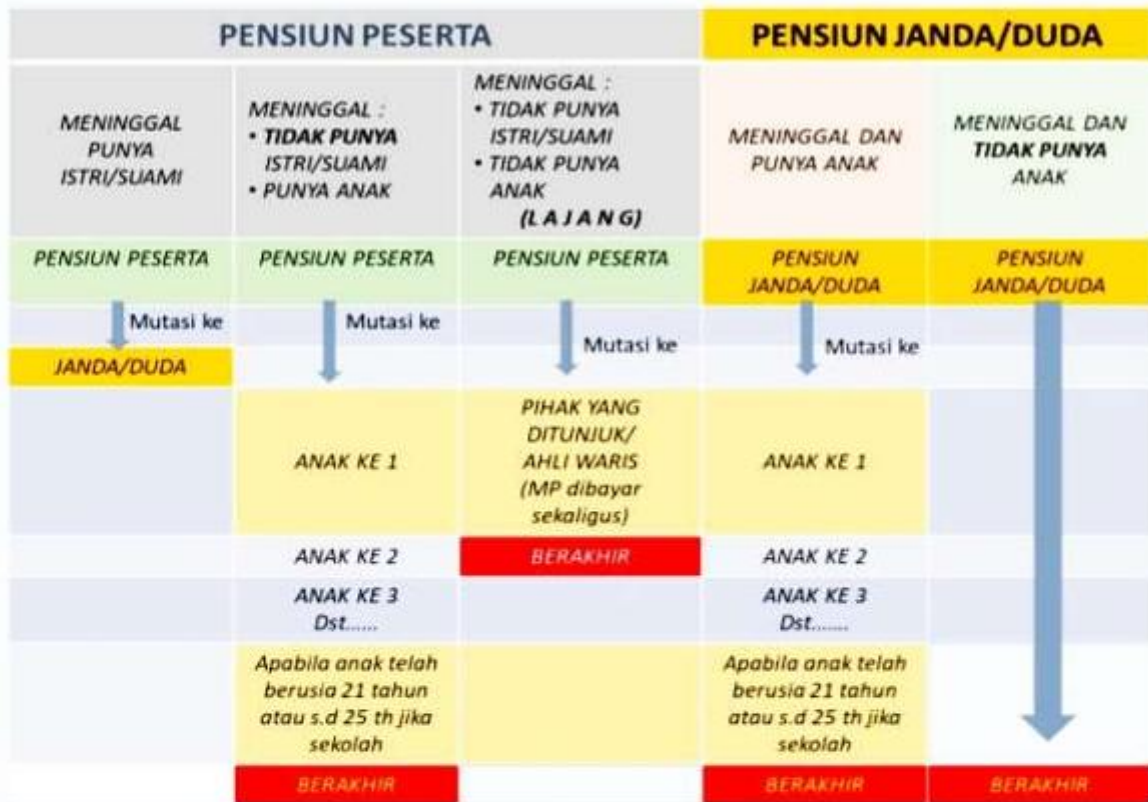 PENSIUN PESERTA
PENSIUN JANDA/DUDA
MENINGGAL
PUNYA
ISTRI/SUAMI
MENINGGAL :
• TIDAK PUNYA
ISTRI/SUAMI
• PUNYA ANAK
MENINGGAL :
• TIDAK PUNYA
ISTRI/SUAMI
• TIDAK PUNYA
ANAK
(L A J A N G)
MENINGGAL DAN
PUNYA ANAK
MENINGGAL DAN
TIDAK PUNYA
ANAK
PENSIUN PESERTA
PENSIUN PESERTA
PENSIUN PESERTA
PENSIUN
JANDA/DUDA
PENSIUN
JANDA/DUDA
Mutasi ke
Mutasi ke
Mutasi ke
Mutasi ke
JANDA/DUDA
ANAK KE 1
PIHAK YANG
DITUNJUK/
AHLI WARIS
(MP dibayar
sekaligus)
ANAK KE 1
ANAK KE 2
BERAKHIR
ANAK KE 2
ANAK KE 3
Dst......
ANAK KE 3
Dst.......
Apabila anak telah
berusia 21 tahun
atau s.d 25 th jika
sekolah
Apabila anak telah
berusia 21 tahun
atau s.d 25 th jika
sekolah
BERAKHIR
BERAKHIR
BERAKHIR